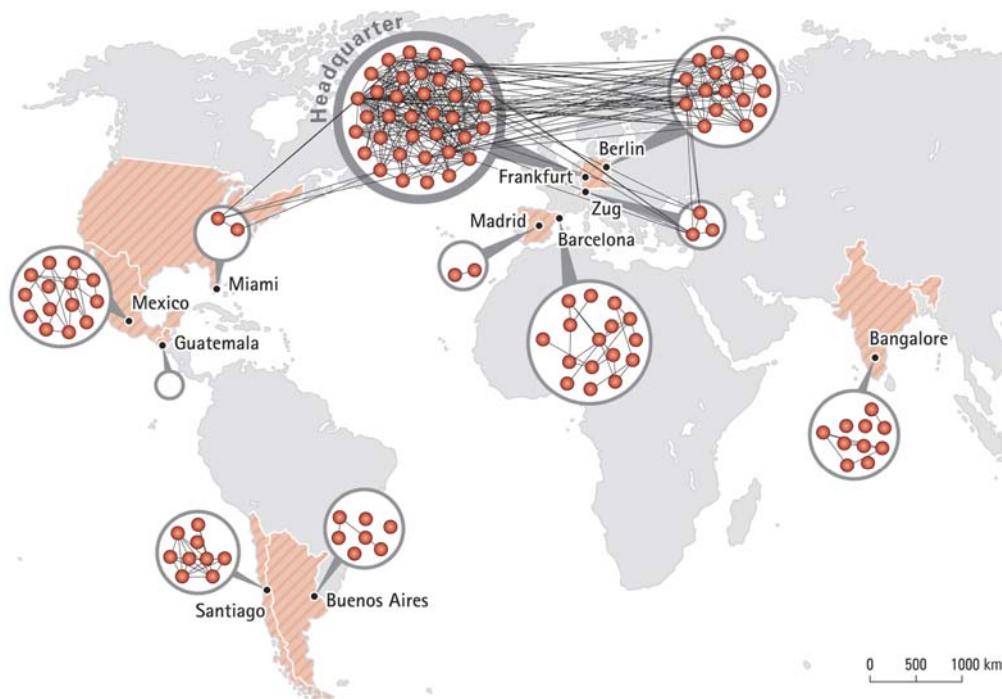 Headquarter
Berlin
Frankfurt
Zug
Madrid
Barcelona
Miami
Mexico
Guatemala
Bangalore
Santiago
Buenos Aires
0 500 1000 km